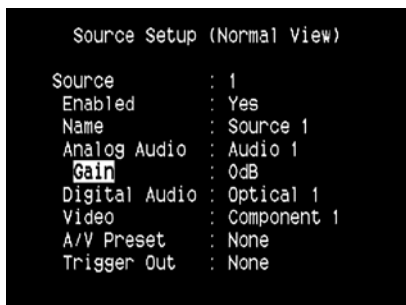 Source Setup (Normal View)
Source : 1
Enabled : Yes
Name : Source 1
Analog Audio : Audio 1
Gain : 0dB
Digital Audio : Optical 1
Video : Component 1
A/V Preset : None
Trigger Out : None